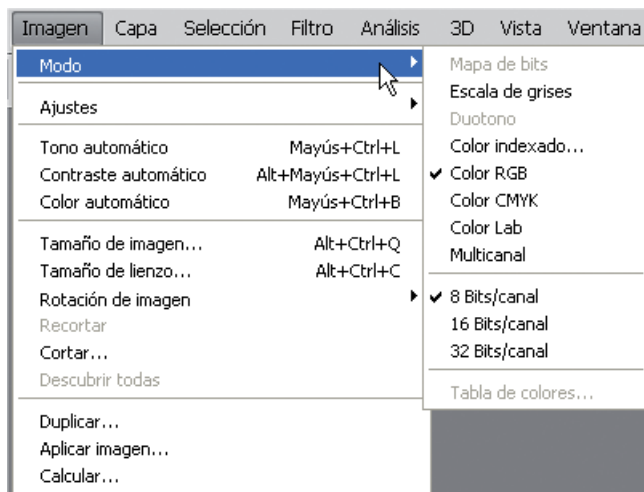 Imagen Capa Selección Filtro Análisis 3D Vista Ventana
Modo
Ajustes
Tono automático Mayús+Ctrl+L
Contraste automático Alt+Mayús+Ctrl+L
Color automático Mayús+Ctrl+B
Tamaño de imagen... Alt+Ctrl+Q
Tamaño de lienzo... Alt+Ctrl+C
Rotación de imagen
Recortar
Cortar...
Descubrir todas
Duplicar...
Aplicar imagen...
Calcular...
Mapa de bits
Escala de grises
Duotono
Color indexado...
Color RGB
Color CMYK
Color Lab
Multicanal
8 Bits/canal
16 Bits/canal
32 Bits/canal
Tabla de colores...